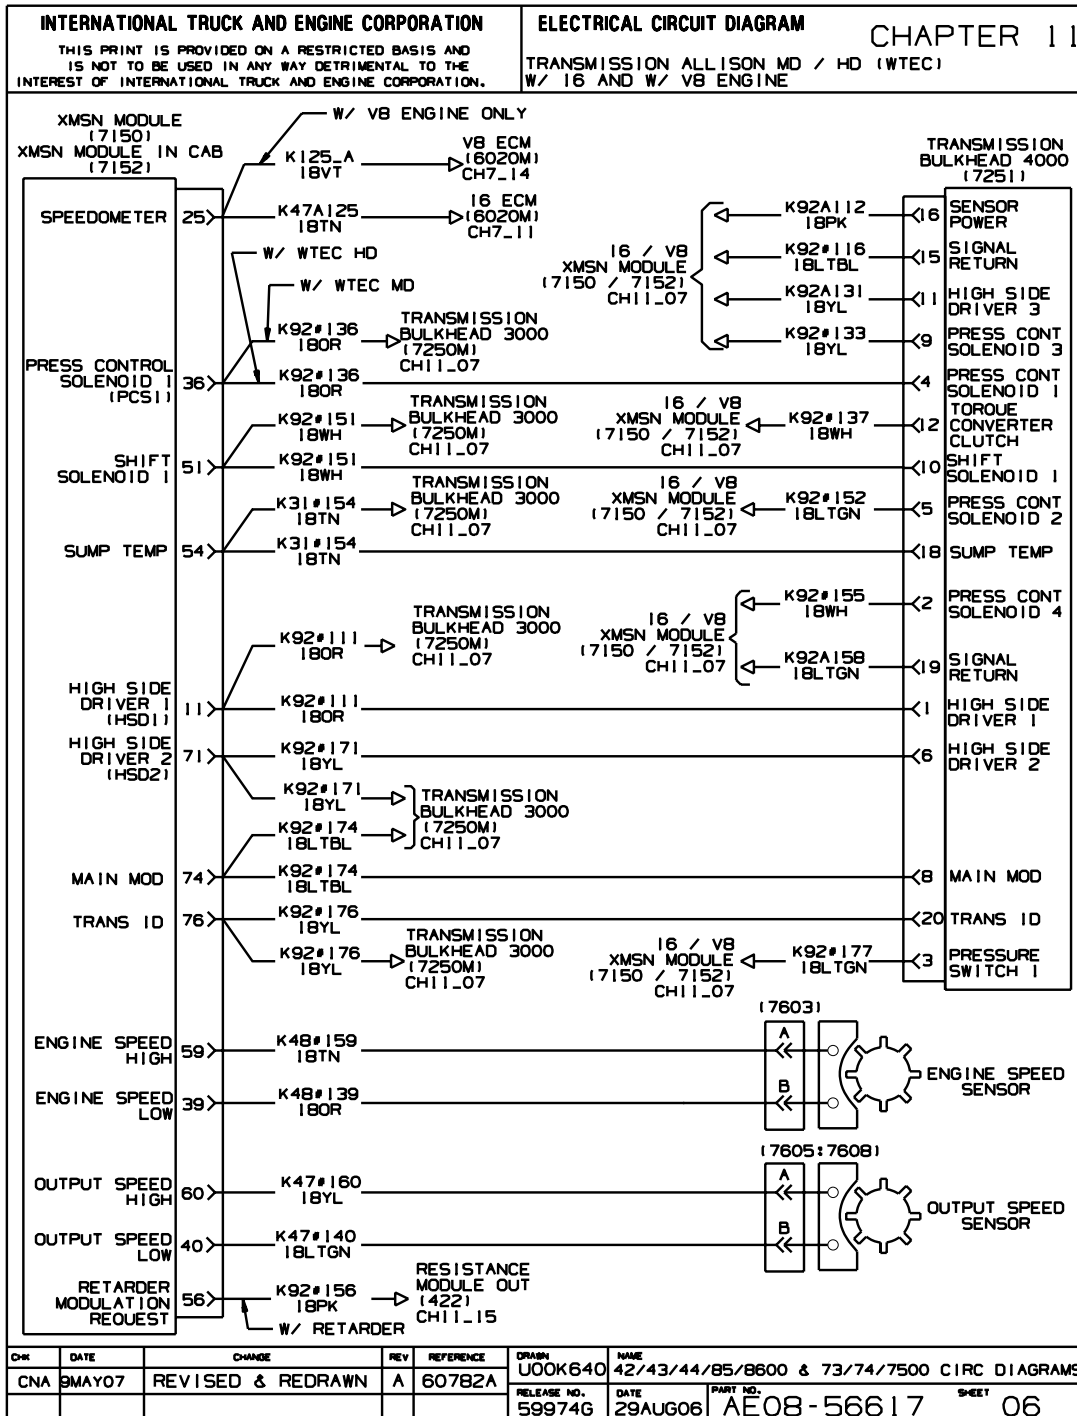 INTERNATIONAL TRUCK AND ENGINE CORPORATION
THIS PRINT IS PROVIDED ON A RESTRICTED BASIS AND
IS NOT TO BE USED IN ANY WAY DETRIMENTAL TO THE
INTEREST OF INTERNATIONAL TRUCK AND ENGINE CORPORATION.
ELECTRICAL CIRCUIT DIAGRAM
CHAPTER 11
TRANSMISSION ALLISON MD / HD (WTEC)
W/ I6 AND W/ V8 ENGINE
XMSN MODULE
(7150)
XMSN MODULE IN CAB
(7152)
W/ V8 ENGINE ONLY
K125_A
18VT
V8 ECM
(6020M)
CH7_14
SPEEDOMETER 25
K47A125
18TN
I6 ECM
(6020M)
CH7_11
W/ WTEC HD
W/ WTEC MD
K92#136
18OR
TRANSMISSION
BULKHEAD 3000
(7250M)
CH11_07
PRESS CONTROL
SOLENOID 1
(PCS1)
36
K92#136
18OR
K92#151
18WH
TRANSMISSION
BULKHEAD 3000
(7250M)
CH11_07
SHIFT
SOLENOID 1
51
K92#151
18WH
K31#154
18TN
TRANSMISSION
BULKHEAD 3000
(7250M)
CH11_07
SUMP TEMP 54
K31#154
18TN
K92#111
18OR
TRANSMISSION
BULKHEAD 3000
(7250M)
CH11_07
HIGH SIDE
DRIVER 1
(HSD1)
11
K92#111
18OR
HIGH SIDE
DRIVER 2
(HSD2)
71
K92#171
18YL
K92#171
18YL
K92#174
18LTBL
TRANSMISSION
BULKHEAD 3000
(7250M)
CH11_07
MAIN MOD 74
K92#174
18LTBL
TRANS ID 76
K92#176
18YL
K92#176
18YL
TRANSMISSION
BULKHEAD 3000
(7250M)
CH11_07
ENGINE SPEED
HIGH
59
K48#159
18TN
ENGINE SPEED
LOW
39
K48#139
18OR
OUTPUT SPEED
HIGH
60
K47#160
18YL
OUTPUT SPEED
LOW
40
K47#140
18LTGN
RETARDER
MODULATION
REQUEST
56
K92#156
18PK
RESISTANCE
MODULE OUT
(422)
CH11_15
W/ RETARDER
TRANSMISSION
BULKHEAD 4000
(7251)
I6 / V8
XMSN MODULE
(7150 / 7152)
CH11_07
K92A112
18PK
16
SENSOR
POWER
K92#116
18LTBL
15
SIGNAL
RETURN
K92A131
18YL
11
HIGH SIDE
DRIVER 3
K92#133
18YL
9
PRESS CONT
SOLENOID 3
4
PRESS CONT
SOLENOID 1
I6 / V8
XMSN MODULE
(7150 / 7152)
CH11_07
K92#137
18WH
12
TORQUE
CONVERTER
CLUTCH
10
SHIFT
SOLENOID 1
I6 / V8
XMSN MODULE
(7150 / 7152)
CH11_07
K92#152
18LTGN
5
PRESS CONT
SOLENOID 2
18 SUMP TEMP
I6 / V8
XMSN MODULE
(7150 / 7152)
CH11_07
K92#155
18WH
2
PRESS CONT
SOLENOID 4
K92A158
18LTGN
19
SIGNAL
RETURN
1
HIGH SIDE
DRIVER 1
6
HIGH SIDE
DRIVER 2
8 MAIN MOD
20 TRANS ID
I6 / V8
XMSN MODULE
(7150 / 7152)
CH11_07
K92#177
18LTGN
3
PRESSURE
SWITCH 1
(7603)
A
B
ENGINE SPEED
SENSOR
(7605;7608)
A
B
OUTPUT SPEED
SENSOR
CHK DATE CHANGE REV REFERENCE
CNA 9MAY07 REVISED & REDRAWN A 60782A
DRAWN
U00K640
NAME
42/43/44/85/8600 & 73/74/7500 CIRC DIAGRAMS
RELEASE NO.
59974G
DATE
29AUG06
PART NO.
AE08-56617
SHEET
06